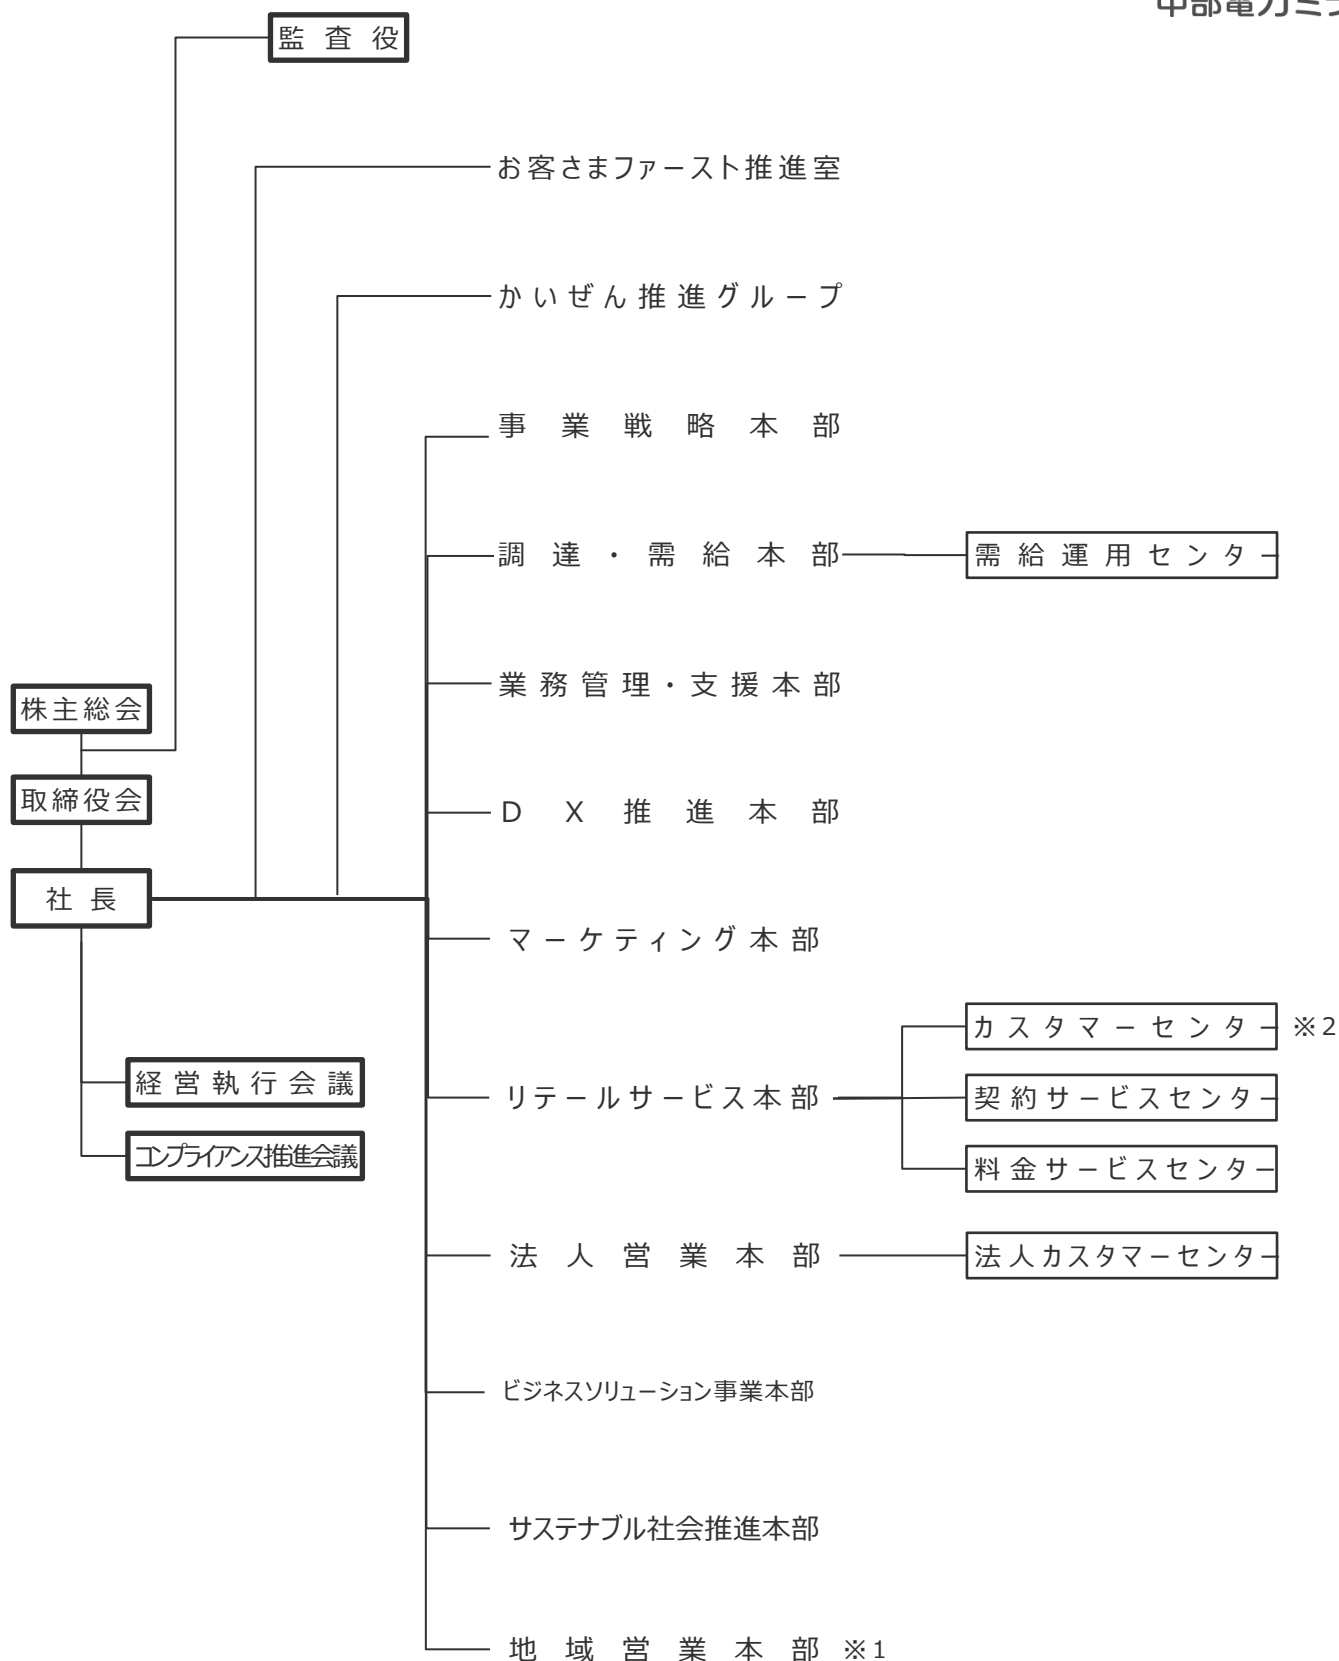 中部電力ミ
監査役
お客さまファースト推進室
かいぜん推進グループ
事業戦略本部
調達・需給本部
需給運用センター
業務管理・支援本部
株主総会
取締役会
DX推進本部
社長
マーケティング本部
カスタマーセンター ※2
経営執行会議
リテールサービス本部
契約サービスセンター
コンプライアンス推進会議
料金サービスセンター
法人営業本部
法人カスタマーセンター
ビジネスソリューション事業本部
サステナブル社会推進本部
地域営業本部 ※1